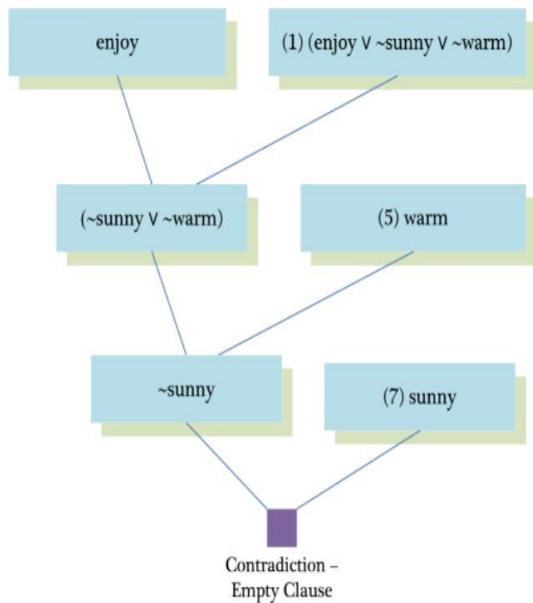 enjoy
(1) (enjoy ∨ ~sunny ∨ ~warm)
(~sunny ∨ ~warm)
(5) warm
~sunny
(7) sunny
Contradiction –
Empty Clause